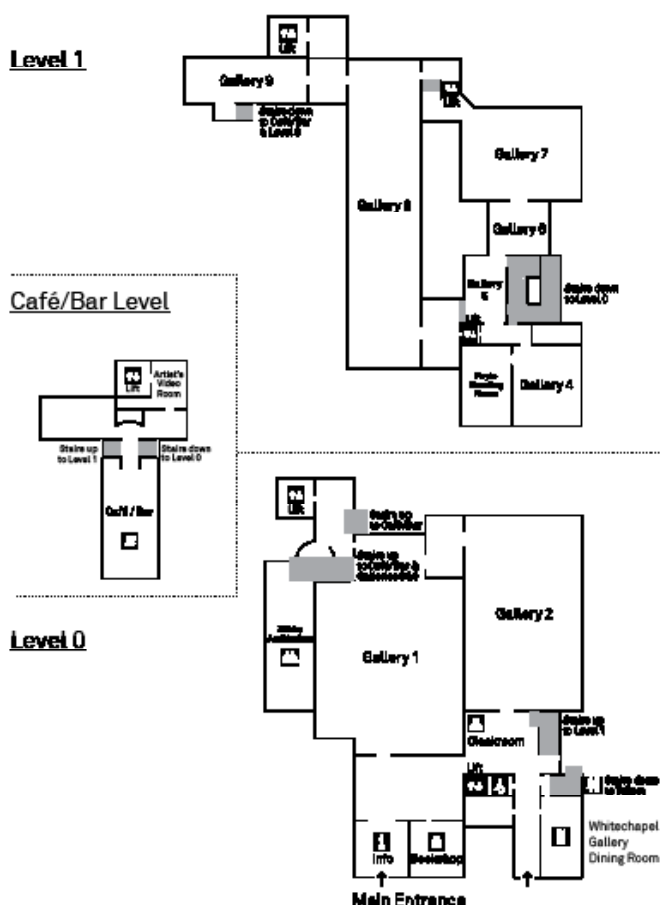 Level 1
Lift
Gallery 9
Stairs down
to Café/Bar
& Level 0
Lift
Gallery 7
Gallery 8
Gallery 6
Gallery
5
Stairs down
to Level 0
Lift
Reading
Room
Gallery 4
Café/Bar Level
Lift
Artist's
Video
Room
Stairs up
to Level 1
Stairs down
to Level 0
Café / Bar
Level 0
Lift
Stairs up
to Café/Bar
Stairs up
to Café/Bar &
Gallery 2
Gallery 1
Cloakroom
Stairs up
to Level 1
Lift
Stairs down
to
Whitechapel
Gallery
Dining Room
Info
Bookshop
Main Entrance